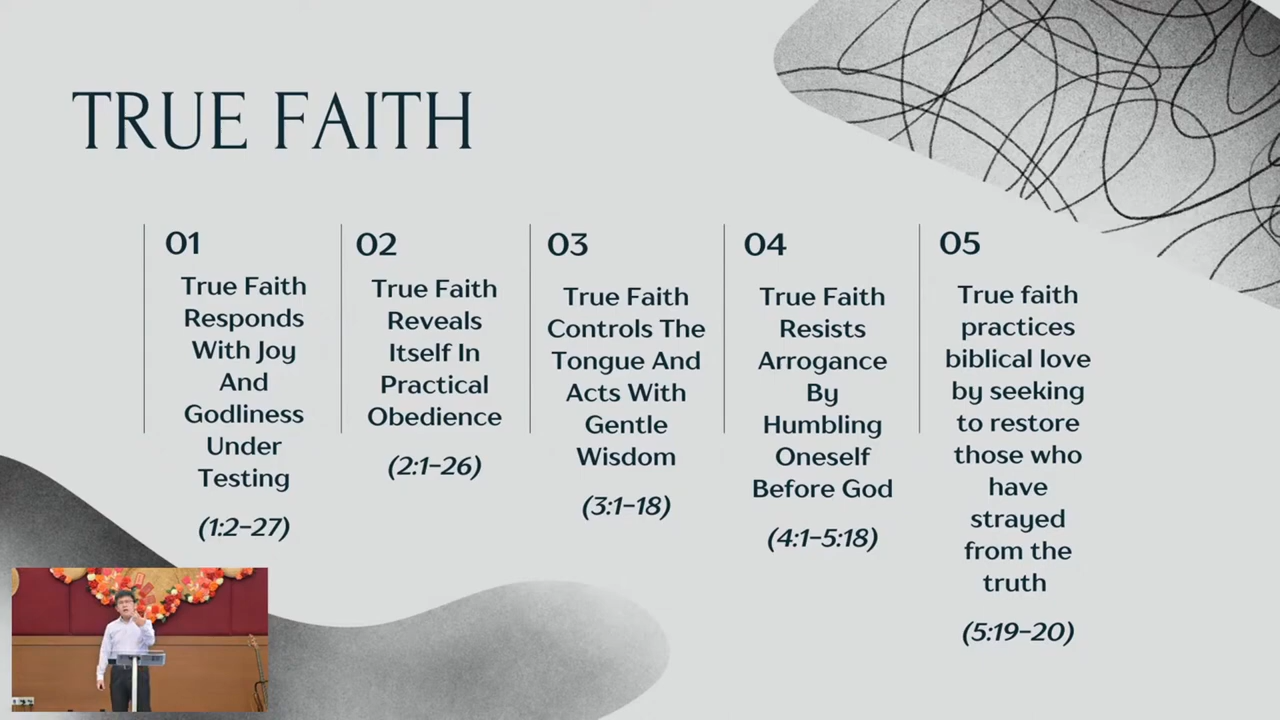 TRUE FAITH
01
True Faith
Responds
With Joy
And
Godliness
Under
Testing
(1:2–27)
02
True Faith
Reveals
Itself In
Practical
Obedience
(2:1–26)
03
True Faith
Controls The
Tongue And
Acts With
Gentle
Wisdom
(3:1–18)
04
True Faith
Resists
Arrogance
By
Humbling
Oneself
Before God
(4:1–5:18)
05
True faith
practices
biblical love
by seeking
to restore
those who
have
strayed
from the
truth
(5:19–20)